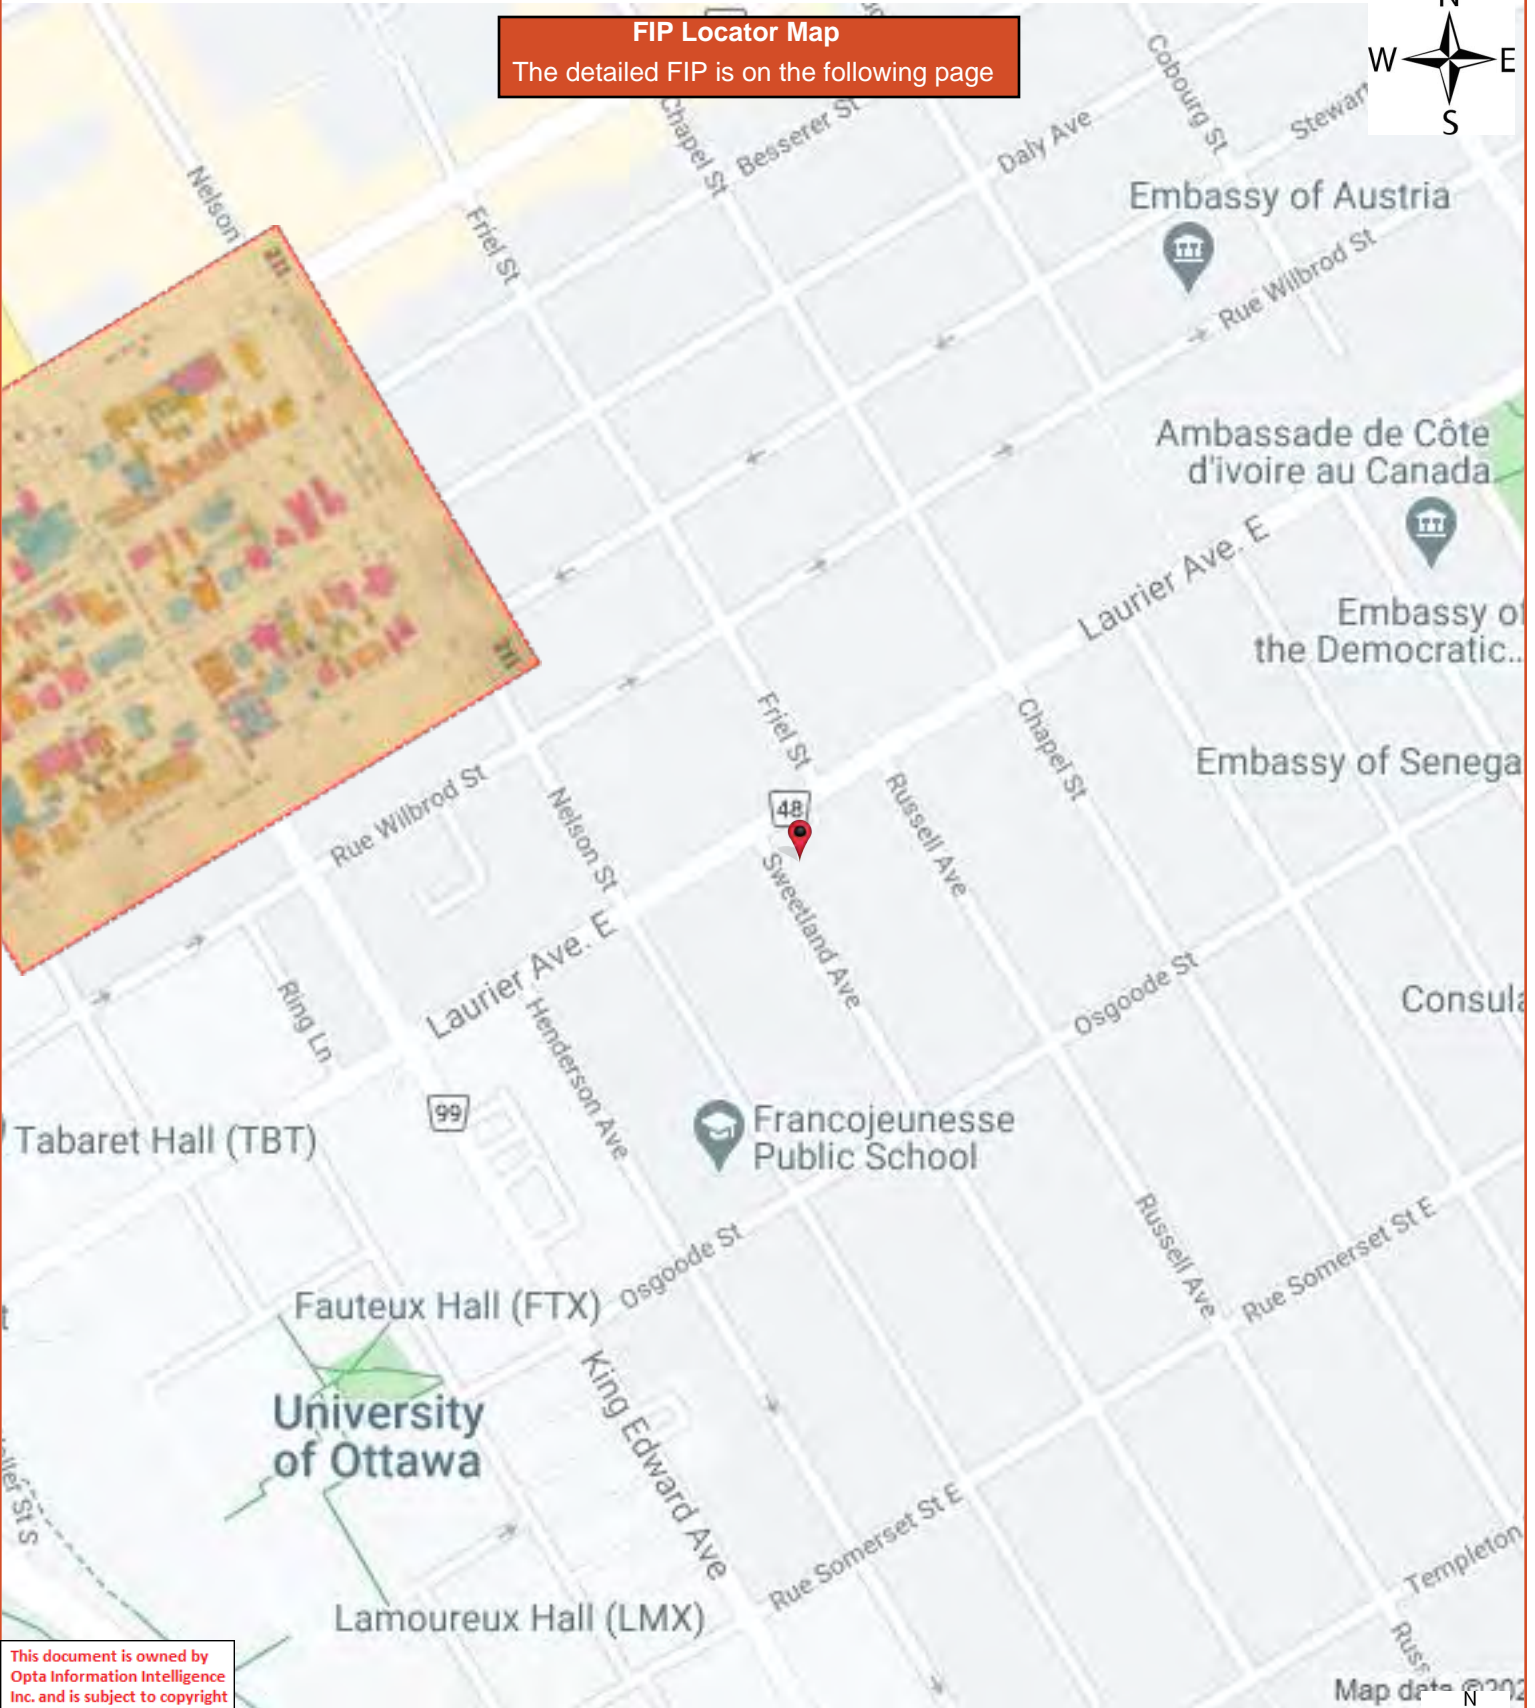 FIP Locator Map
The detailed FIP is on the following page
N
W
E
S
Cobourg St
Stewart
Chapel St
Besserer St
Daly Ave
Nelson
Friel St
Embassy of Austria
Rue Wilbrod St
211
Ambassade de Côte
d'ivoire au Canada
Laurier Ave. E
Embassy of
the Democratic...
Friel St
Chapel St
Embassy of Senega
Rue Wilbrod St
Nelson St
48
Russell Ave
Sweetland Ave
Laurier Ave. E
Osgoode St
Ring Ln
Henderson Ave
Consula
99
Tabaret Hall (TBT)
Francojeunesse
Public School
Russell Ave
Rue Somerset St E
Osgoode St
Fauteux Hall (FTX)
King Edward Ave
University
of Ottawa
Rue Somerset St E
Templeton
Lamoureux Hall (LMX)
Russ
This document is owned by
Opta Information Intelligence
Inc. and is subject to copyright
Map data ©202
N